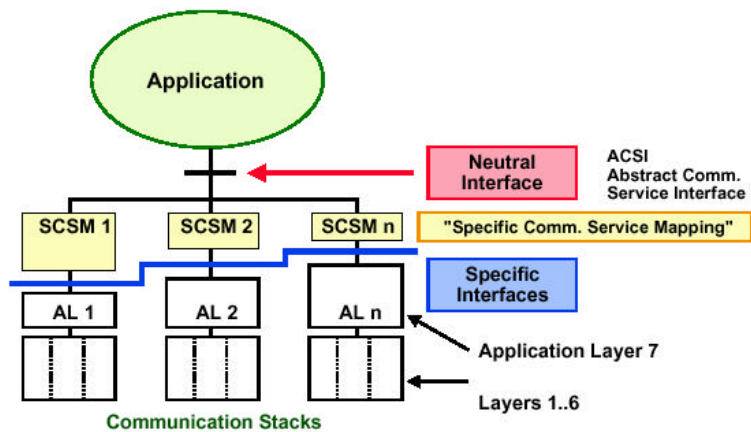 Application
Neutral
Interface
ACSI
Abstract Comm.
Service Interface
SCSM 1
SCSM 2
SCSM n
"Specific Comm. Service Mapping"
Specific
Interfaces
AL 1
AL 2
AL n
Application Layer 7
Layers 1..6
Communication Stacks